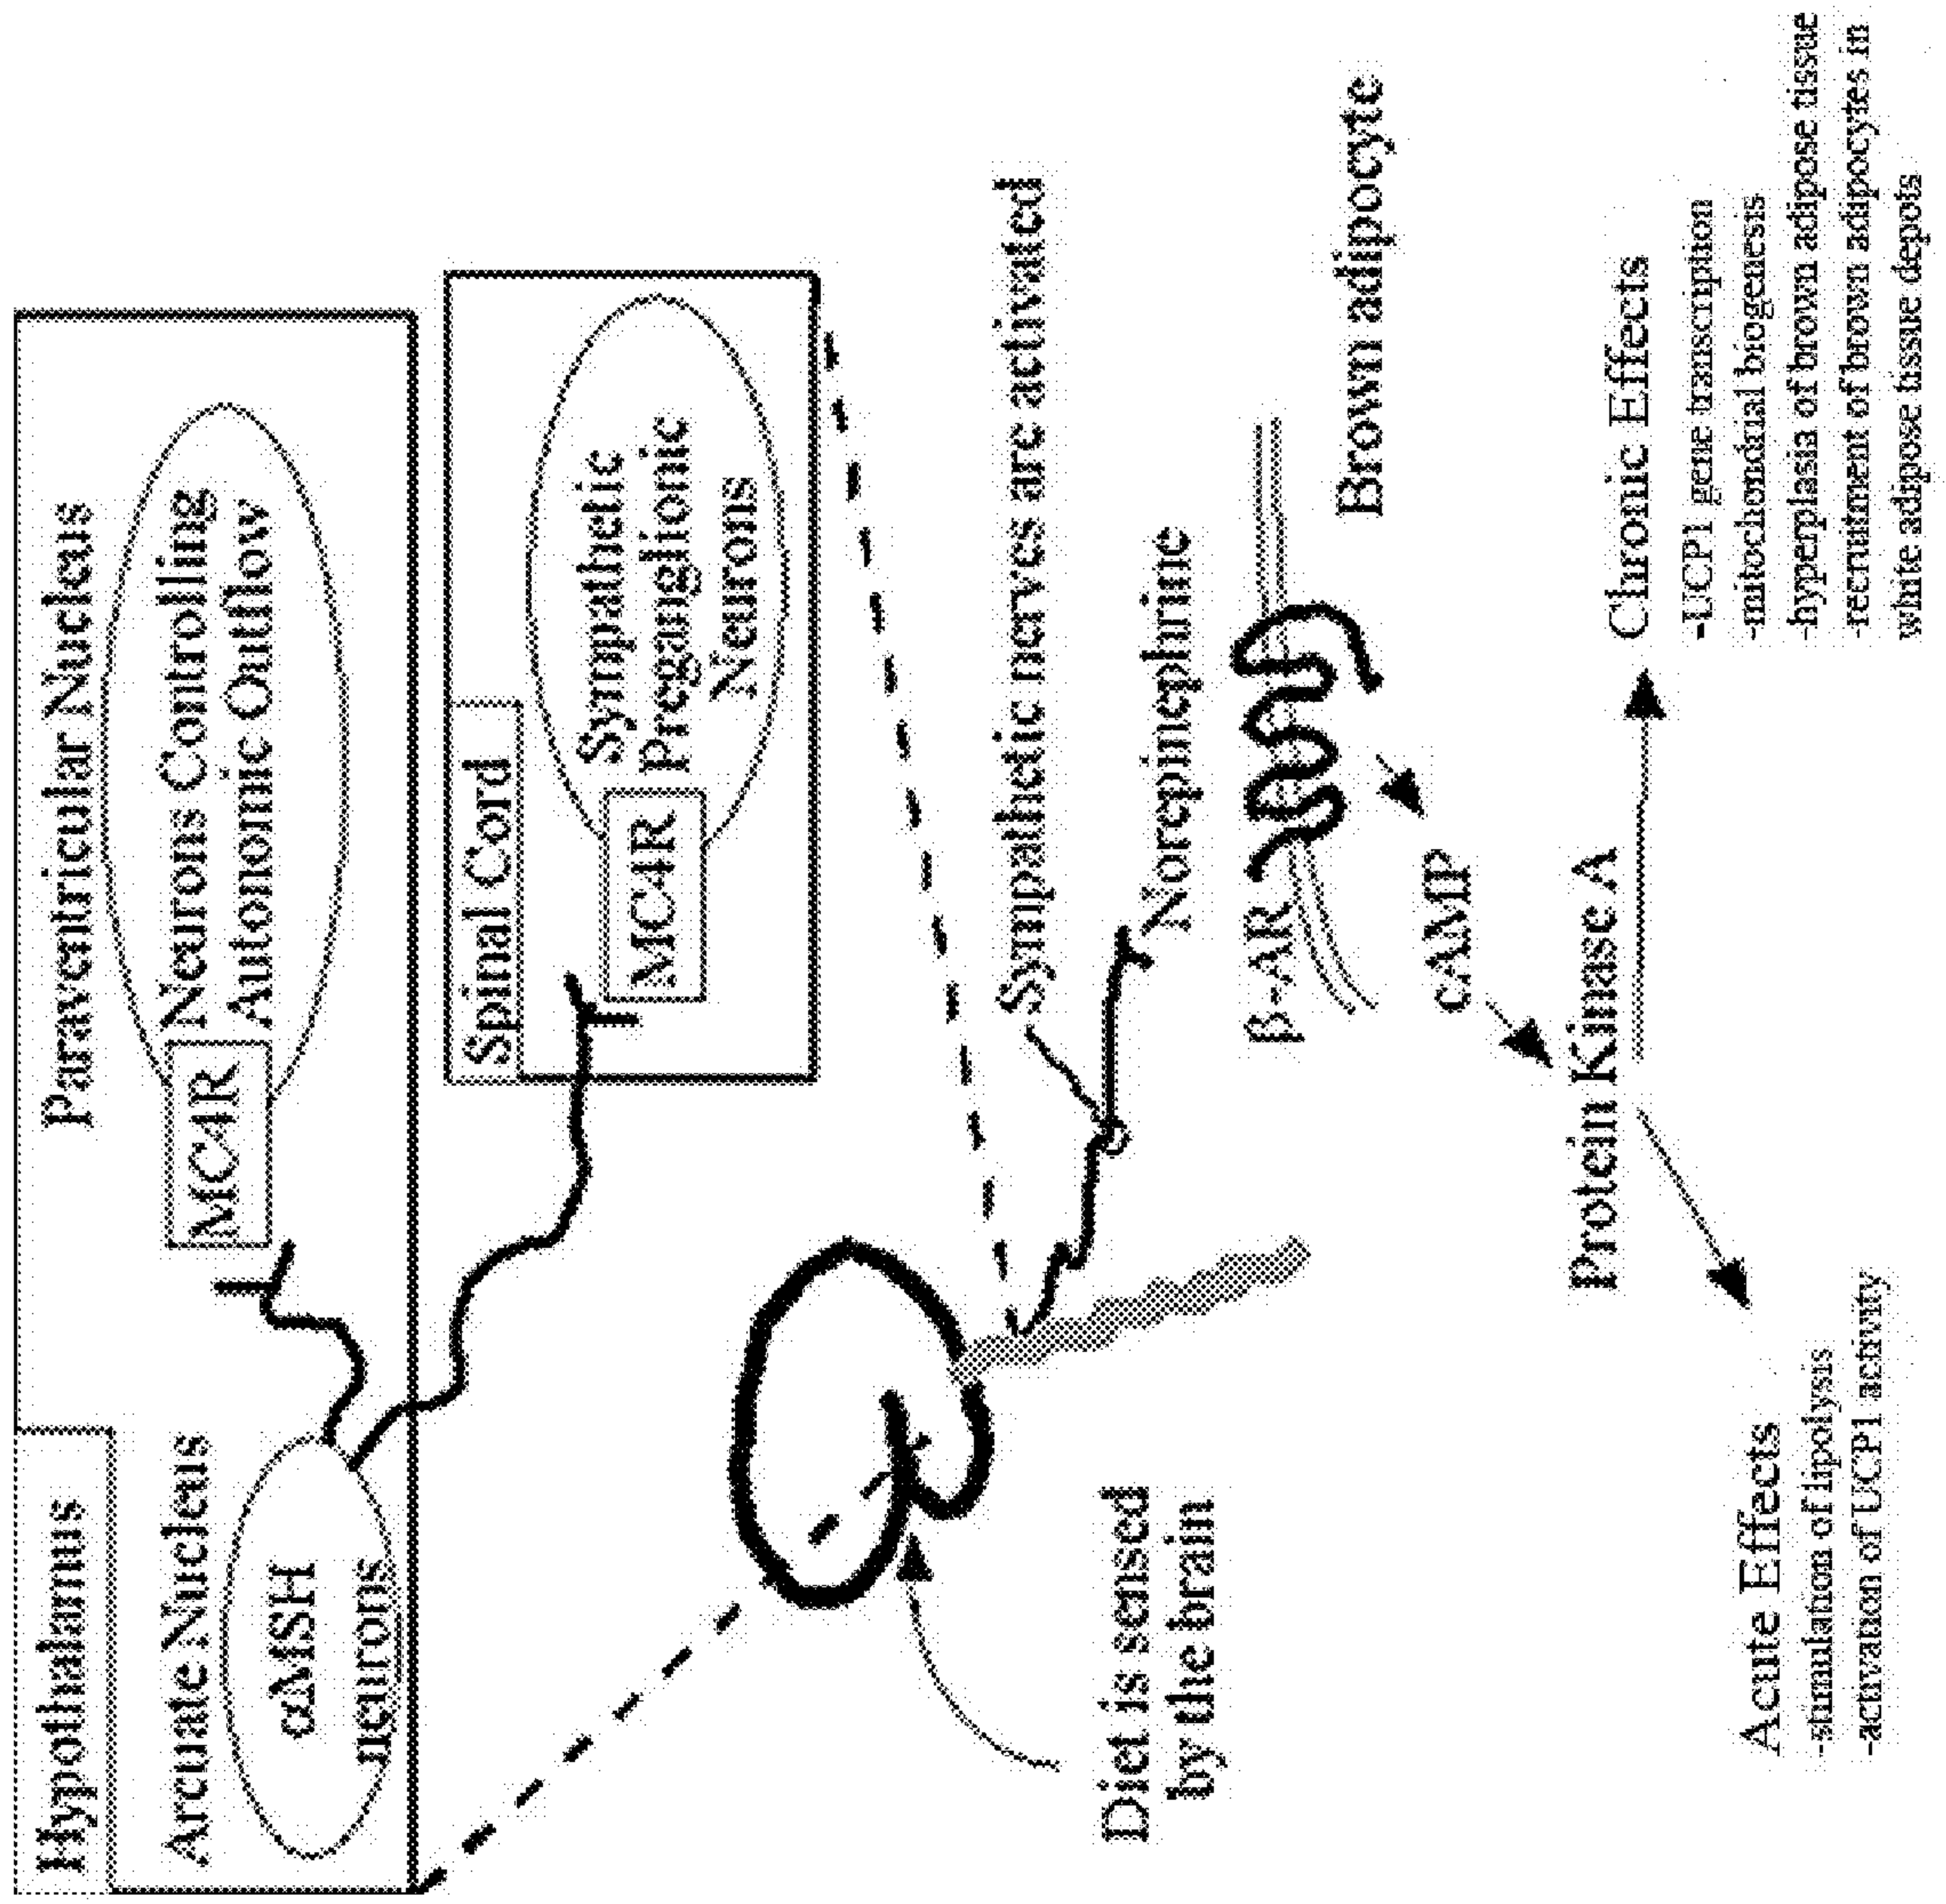 Hypothalamus
Paraventricular Nucleus
Arcuate Nucleus
αMSH
neurons
MC4R
Neurons Controlling
Autonomic Outflow
Spinal Cord
MC4R
Sympathetic
Preganglionic
Neurons
Diet is sensed
by the brain
Sympathetic nerves are activated
Norepinephrine
β-AR
Brown adipocyte
cAMP
Protein Kinase A
Acute Effects
-stimulation of lipolysis
-activation of UCP1 activity
Chronic Effects
-UCP1 gene transcription
-mitochondrial biogenesis
-hyperplasia of brown adipose tissue
-recruitment of brown adipocytes in
white adipose tissue depots